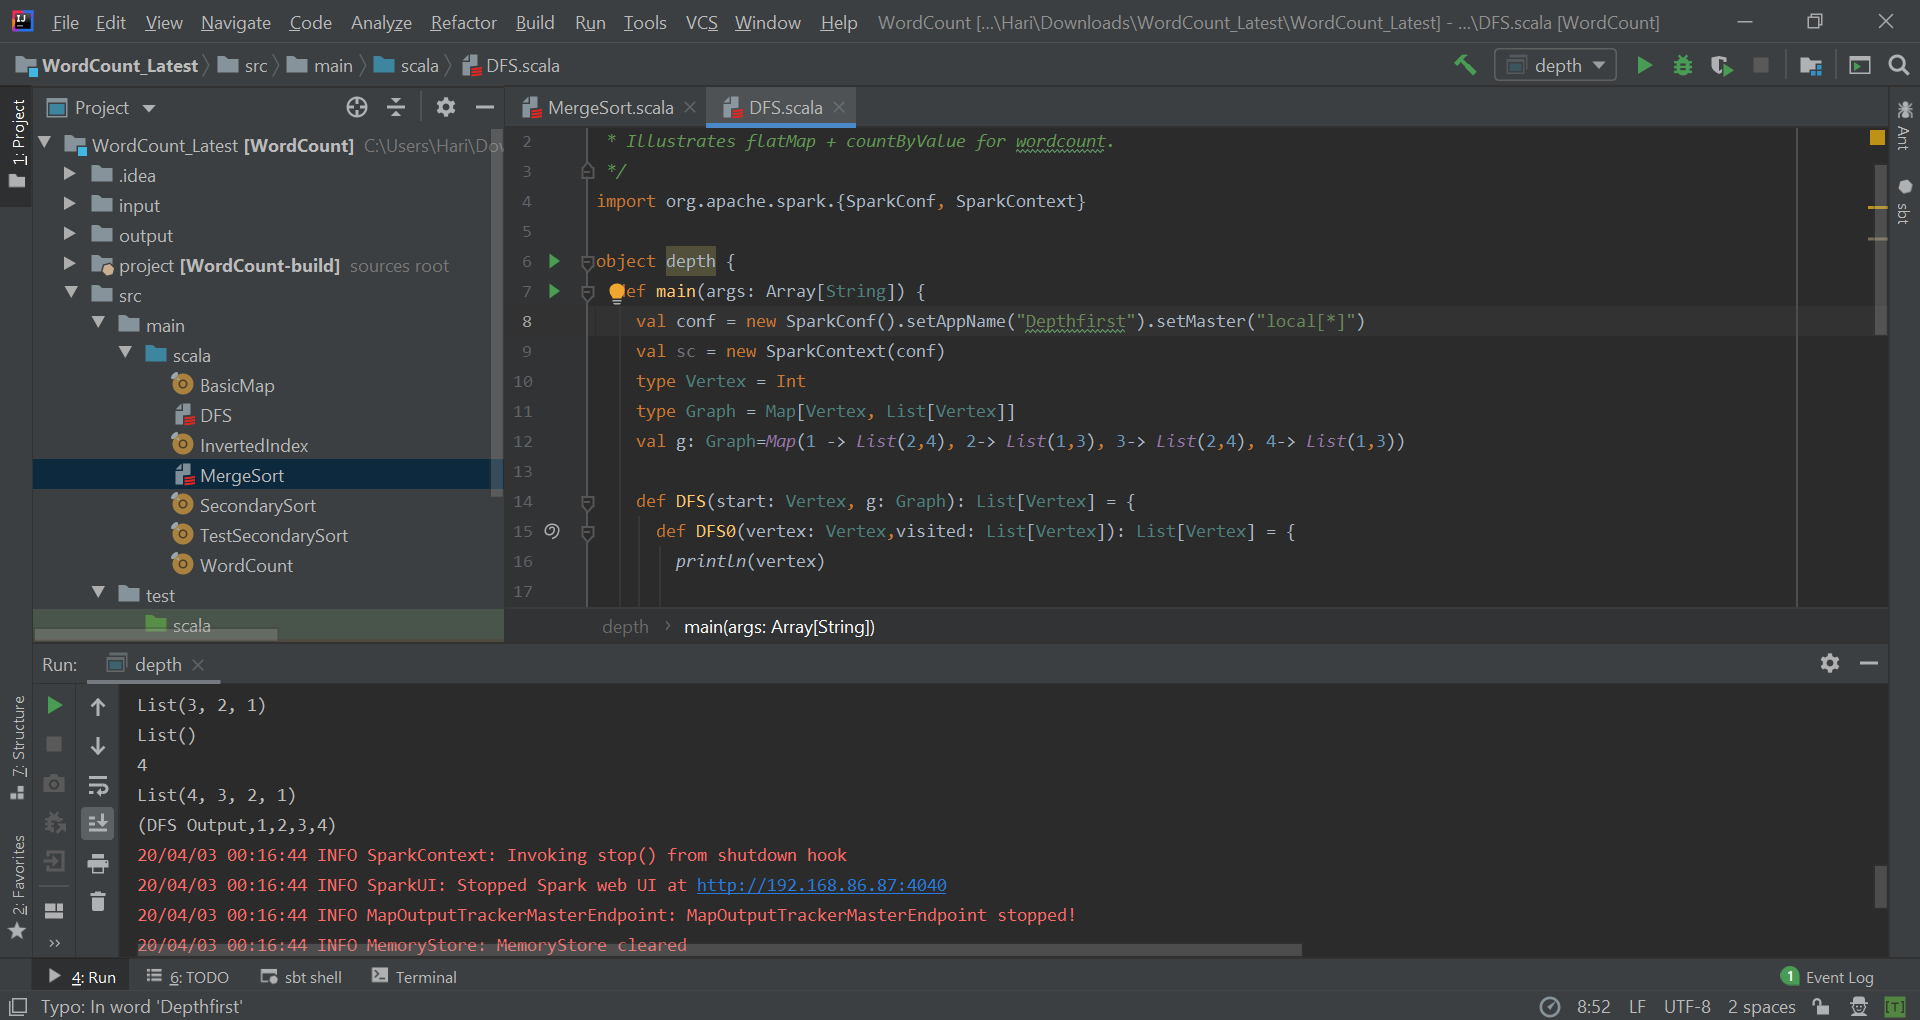 File Edit View Navigate Code Analyze Refactor Build Run Tools VCS Window Help WordCount [...\Hari\Downloads\WordCount_Latest\WordCount_Latest] - ...\DFS.scala [WordCount]
WordCount_Latest src main scala DFS.scala depth
1: Project
7: Structure
2: Favorites
Project
WordCount_Latest [WordCount] C:\Users\Hari\Dow
.idea
input
output
project [WordCount-build] sources root
src
main
scala
BasicMap
DFS
InvertedIndex
MergeSort
SecondarySort
TestSecondarySort
WordCount
test
scala
MergeSort.scala DFS.scala
2 * Illustrates flatMap + countByValue for wordcount.
3 */
4 import org.apache.spark.{SparkConf, SparkContext}
5
6 object depth {
7 ef main(args: Array[String]) {
8 val conf = new SparkConf().setAppName("Depthfirst").setMaster("local[*]")
9 val sc = new SparkContext(conf)
10 type Vertex = Int
11 type Graph = Map[Vertex, List[Vertex]]
12 val g: Graph=Map(1 -> List(2,4), 2-> List(1,3), 3-> List(2,4), 4-> List(1,3))
13
14 def DFS(start: Vertex, g: Graph): List[Vertex] = {
15 def DFS0(vertex: Vertex,visited: List[Vertex]): List[Vertex] = {
16 println(vertex)
17
depth > main(args: Array[String])
Ant
sbt
Run: depth
List(3, 2, 1)
List()
4
List(4, 3, 2, 1)
(DFS Output,1,2,3,4)
20/04/03 00:16:44 INFO SparkContext: Invoking stop() from shutdown hook
20/04/03 00:16:44 INFO SparkUI: Stopped Spark web UI at http://192.168.86.87:4040
20/04/03 00:16:44 INFO MapOutputTrackerMasterEndpoint: MapOutputTrackerMasterEndpoint stopped!
20/04/03 00:16:44 INFO MemoryStore: MemoryStore cleared
4: Run 6: TODO sbt shell Terminal 1 Event Log
Typo: In word 'Depthfirst' 8:52 LF UTF-8 2 spaces [T]